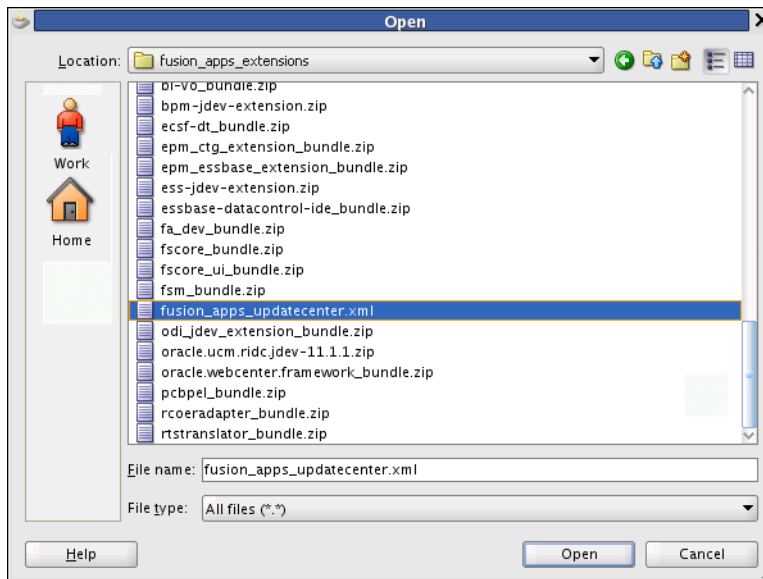 Open
Location: fusion_apps_extensions
bi-vo_bundle.zip
bpm-jdev-extension.zip
ecsf-dt_bundle.zip
epm_ctg_extension_bundle.zip
epm_essbase_extension_bundle.zip
ess-jdev-extension.zip
essbase-datacontrol-ide_bundle.zip
fa_dev_bundle.zip
fscore_bundle.zip
fscore_ui_bundle.zip
fsm_bundle.zip
fusion_apps_updatecenter.xml
odi_jdev_extension_bundle.zip
oracle.ucm.ridc.jdev-11.1.1.zip
oracle.webcenter.framework_bundle.zip
pcbpel_bundle.zip
rcoeradapter_bundle.zip
rtstranslator_bundle.zip
Work
Home
File name: fusion_apps_updatecenter.xml
File type: All files (*.*)
Help Open Cancel